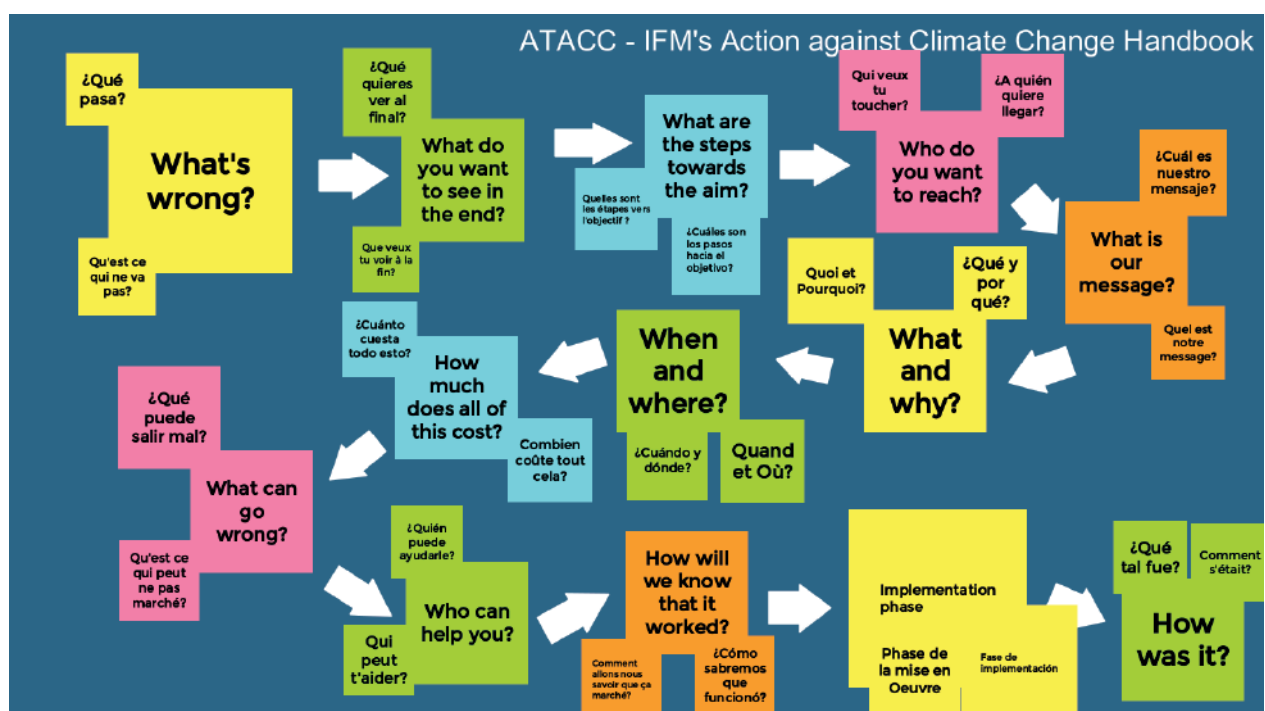 ATACC - IFM's Action against Climate Change Handbook
¿Qué
pasa?
What's
wrong?
Qu'est ce
qui ne va
pas?
¿Qué
quieres
ver al
final?
What do
you want
to see in
the end?
Que veux
tu voir à la
fin?
What are
the steps
towards
the aim?
Quelles sont
les étapes vers
l'objectif ?
¿Cuáles son
los pasos
hacia el
objetivo?
Qui veux
tu
toucher?
¿A quién
quiere
llegar?
Who do
you want
to reach?
¿Cuál es
nuestro
mensaje?
What is
our
message?
Quel est
notre
message?
Quoi et
Pourquoi?
¿Qué y
por
qué?
What
and
why?
When
and
where?
¿Cuándo y
dónde?
Quand
et Où?
¿Cuánto
cuesta
todo esto?
How
much
does all of
this cost?
Combien
coûte tout
cela?
¿Qué
puede
salir mal?
What can
go
wrong?
Qu'est ce
qui peut
ne pas
marché?
¿Quién
puede
ayudarle?
Who can
help you?
Qui
peut
t'aider?
How will
we know
that it
worked?
Comment
allons nous
savoir que ça
marché?
¿Cómo
sabremos
que
funcionó?
Implementation
phase
Phase de
la mise en
Oeuvre
Fase de
implementación
¿Qué
tal fue?
Comment
s'était?
How
was it?